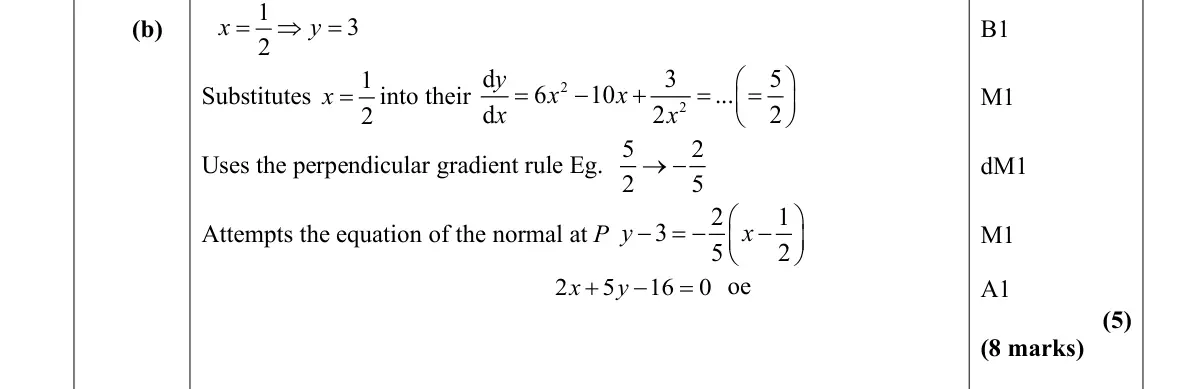 (b) x = 1/2 ⇒ y = 3 B1
Substitutes x = 1/2 into their dy/dx = 6x² − 10x + 3/(2x²) = ...(= 5/2) M1
Uses the perpendicular gradient rule Eg. 5/2 → −2/5 dM1
Attempts the equation of the normal at P y − 3 = −2/5(x − 1/2) M1
2x + 5y − 16 = 0 oe A1
(5)
(8 marks)